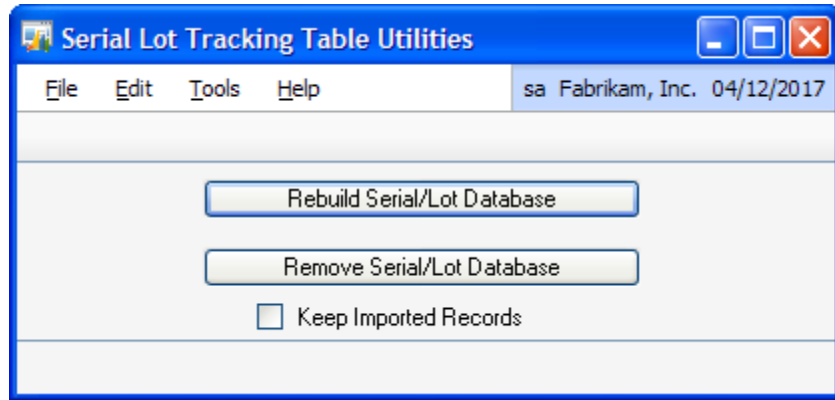 Serial Lot Tracking Table Utilities
File Edit Tools Help sa Fabrikam, Inc. 04/12/2017
Rebuild Serial/Lot Database
Remove Serial/Lot Database
Keep Imported Records